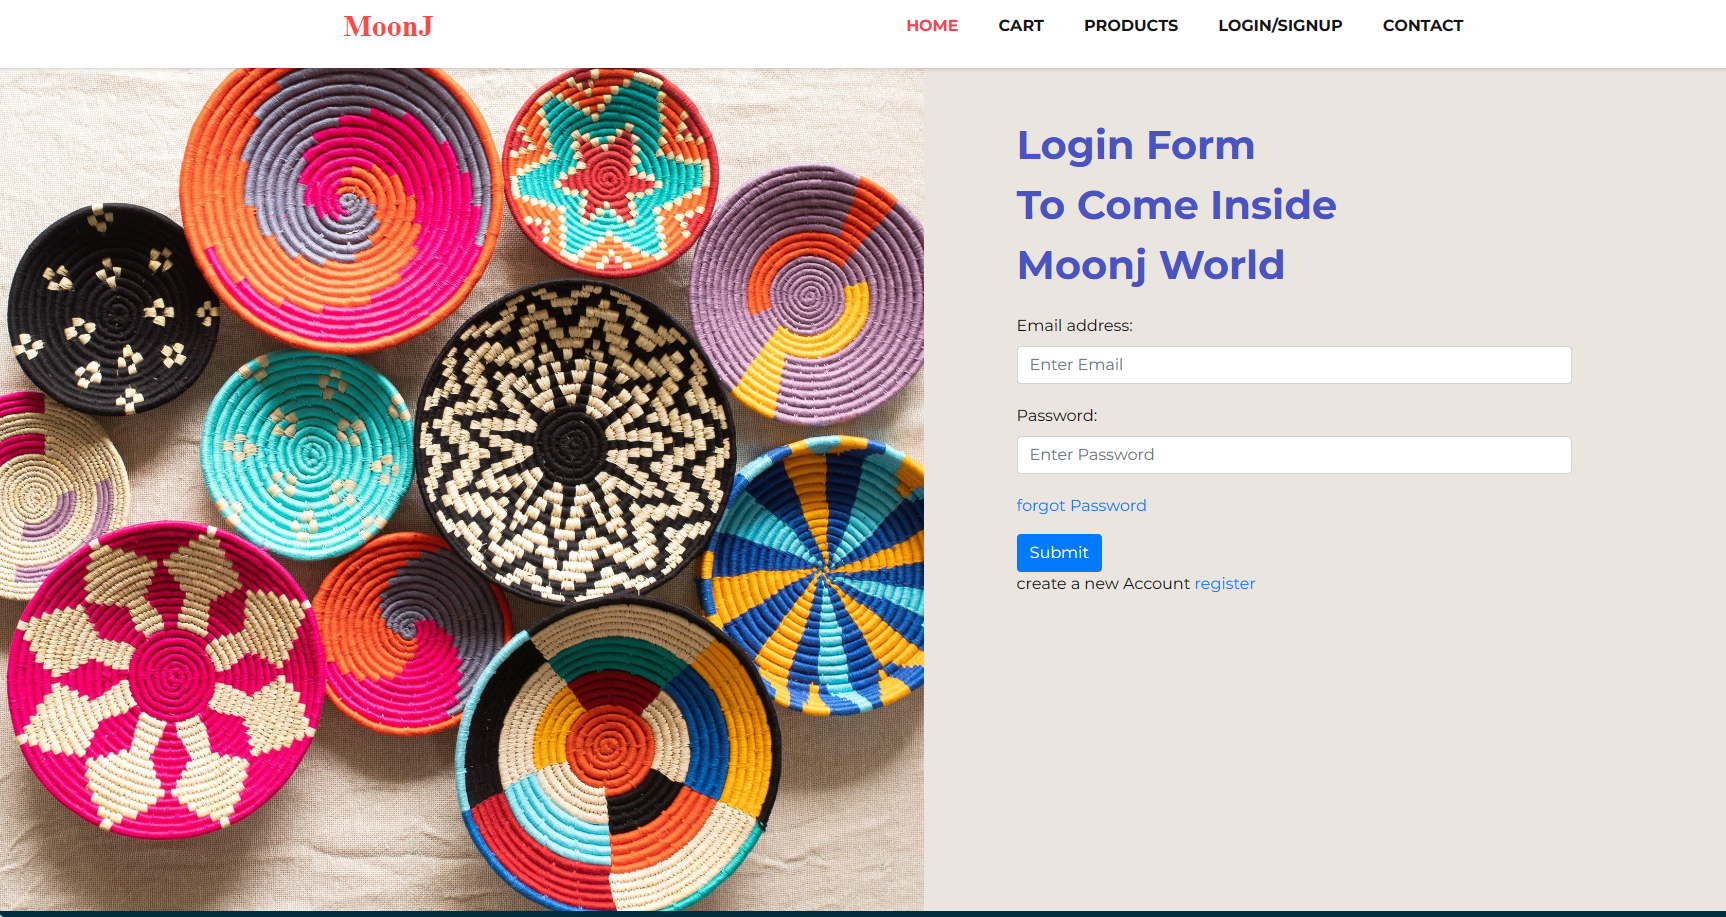 MoonJ
HOME CART PRODUCTS LOGIN/SIGNUP CONTACT
Login Form
To Come Inside
Moonj World
Email address:
Enter Email
Password:
Enter Password
forgot Password
Submit
create a new Account register